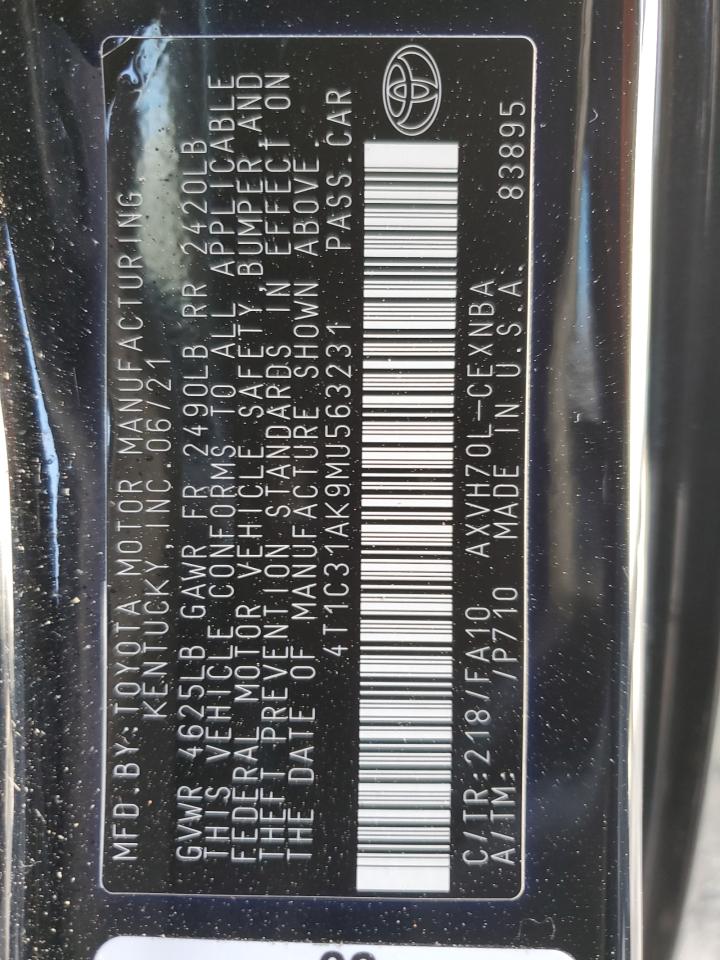 MFD.BY:TOYOTA MOTOR MANUFACTURING,
KENTUCKY,INC.06/21
GVWR 4625LB GAWR FR 2490LB RR 2420LB
THIS VEHICLE CONFORMS TO ALL APPLICABLE
FEDERAL MOTOR VEHICLE SAFETY,BUMPER,AND
THEFT PREVENTION STANDARDS IN EFFECT ON
THE DATE OF MANUFACTURE SHOWN ABOVE.
4T1C31AK9MU563231 PASS.CAR
C/TR:218/FA10 AXVH70L-CEXNBA
A/TM: /P710 MADE IN U.S.A. 83895